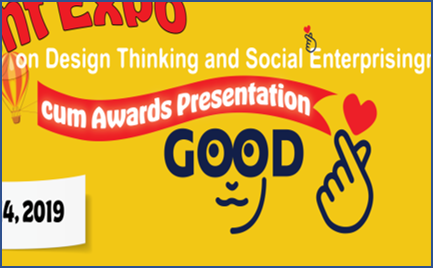 nt EXPO
on Design Thinking and Social Enterprising
cum Awards Presentation
GOOD
4, 2019